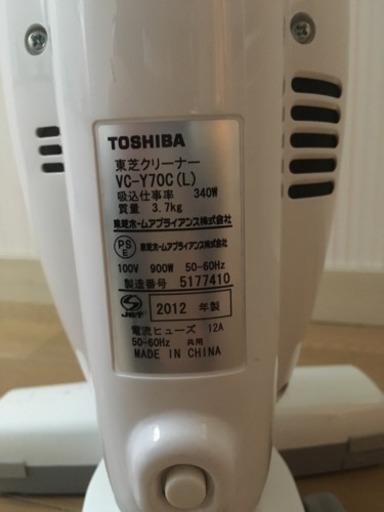 TOSHIBA
東芝クリーナー
VC-Y70C(L)
吸込仕事率 340W
質量 3.7kg
東芝ホームアプライアンス株式会社
PS E 東芝ホームアプライアンス株式会社
100V 900W 50-60Hz
製造番号 5177410
S JET 2012 年製
電流ヒューズ 12A
50-60Hz 共用
MADE IN CHINA